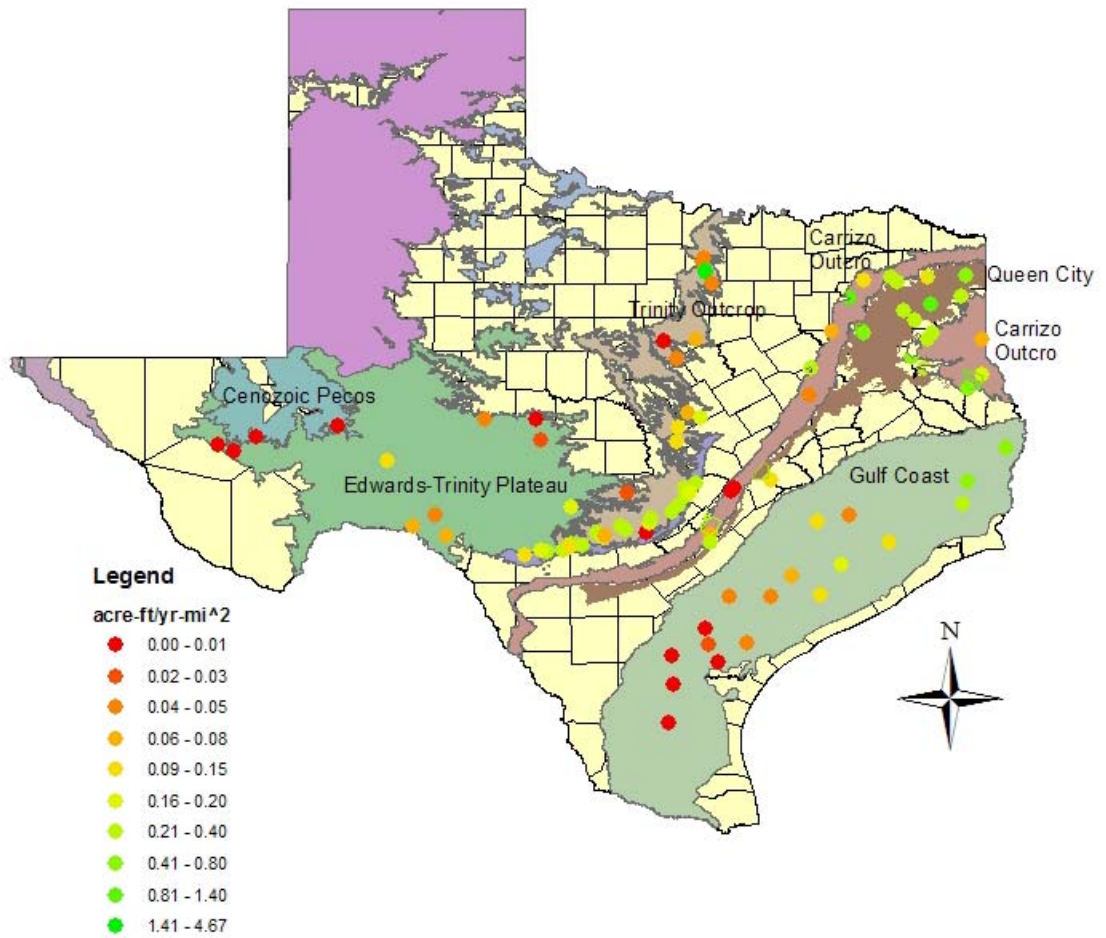 Carrizo
Outcro
Queen City
Trinity Outcrop
Carrizo
Outcro
Cenozoic Pecos
Edwards-Trinity Plateau
Gulf Coast
Legend
acre-ft/yr-mi^2
0.00 - 0.01
0.02 - 0.03
0.04 - 0.05
0.06 - 0.08
0.09 - 0.15
0.16 - 0.20
0.21 - 0.40
0.41 - 0.80
0.81 - 1.40
1.41 - 4.67
N